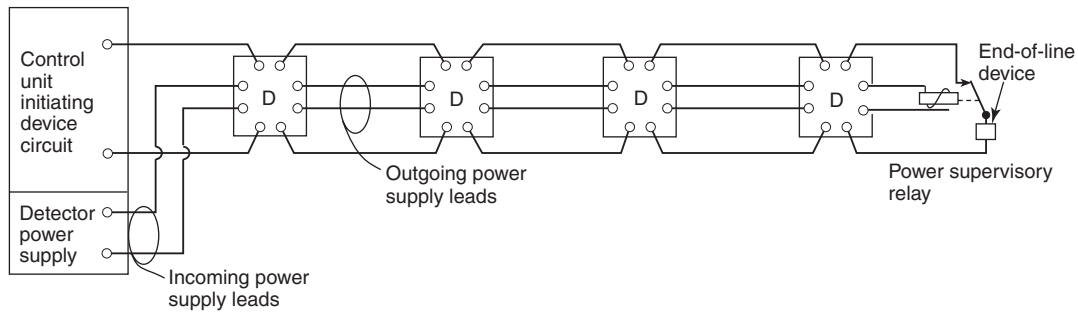 Control
unit
initiating
device
circuit
Detector
power
supply
Incoming power
supply leads
D
Outgoing power
supply leads
D
D
D
End-of-line
device
Power supervisory
relay